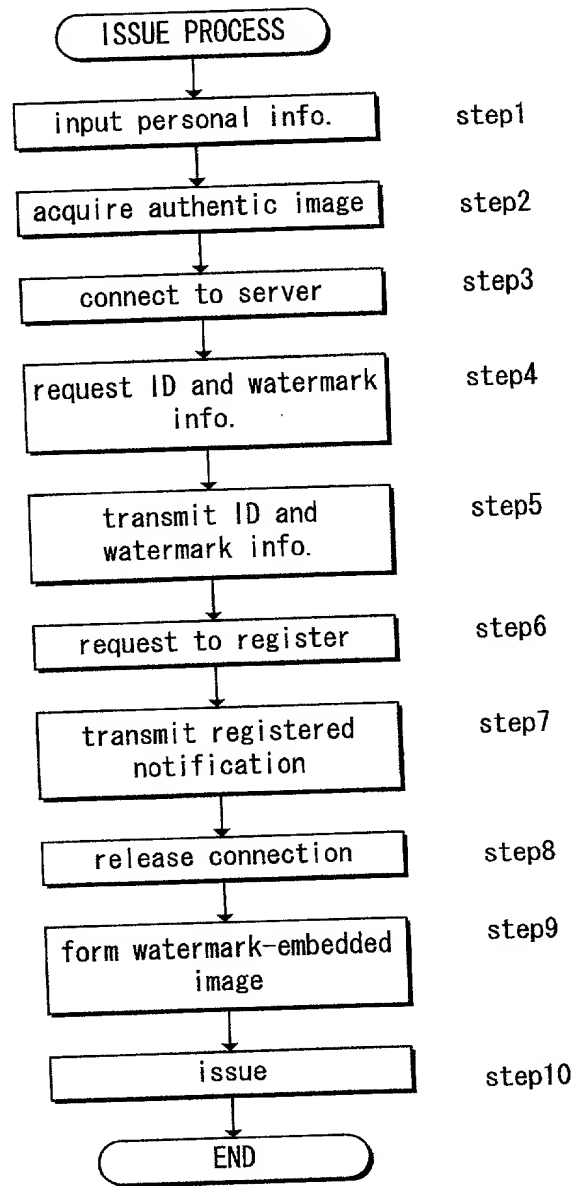 ISSUE PROCESS
input personal info. step1
acquire authentic image step2
connect to server step3
request ID and watermark step4
info.
transmit ID and step5
watermark info.
request to register step6
transmit registered step7
notification
release connection step8
form watermark-embedded step9
image
issue step10
END